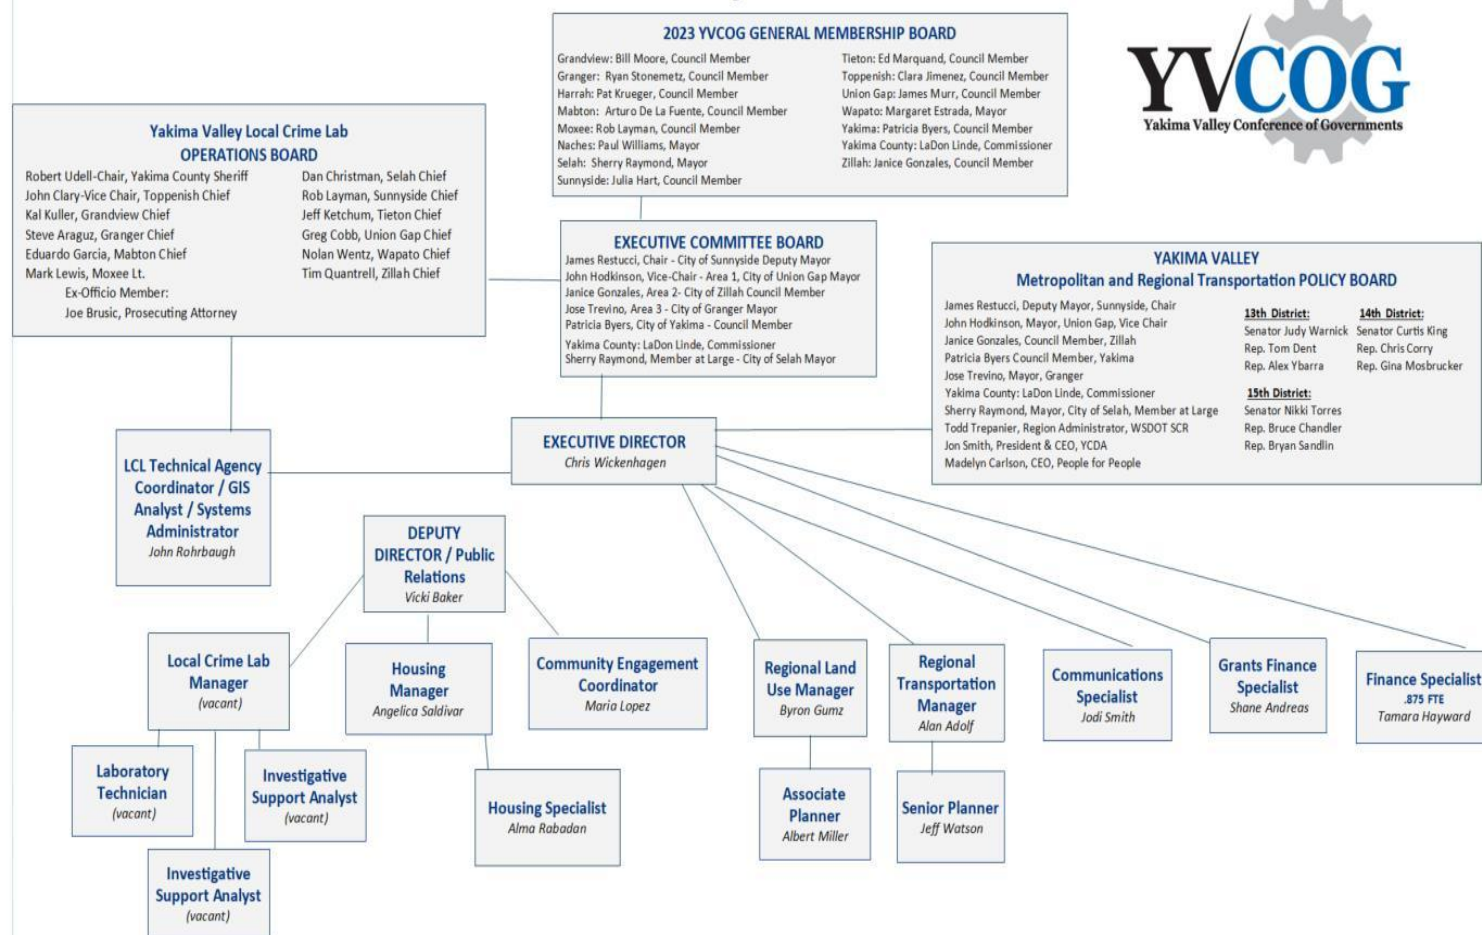 2023 YVCOG GENERAL MEMBERSHIP BOARD
Grandview: Bill Moore, Council Member
Granger: Ryan Stonemetz, Council Member
Harrah: Pat Krueger, Council Member
Mabton: Arturo De La Fuente, Council Member
Moxee: Rob Layman, Council Member
Naches: Paul Williams, Mayor
Selah: Sherry Raymond, Mayor
Sunnyside: Julia Hart, Council Member
Tieton: Ed Marquand, Council Member
Toppenish: Clara Jimenez, Council Member
Union Gap: James Murr, Council Member
Wapato: Margaret Estrada, Mayor
Yakima: Patricia Byers, Council Member
Yakima County: LaDon Linde, Commissioner
Zillah: Janice Gonzales, Council Member
YVCOG
Yakima Valley Conference of Governments
Yakima Valley Local Crime Lab
OPERATIONS BOARD
Robert Udell-Chair, Yakima County Sheriff
John Clary-Vice Chair, Toppenish Chief
Kal Kuller, Grandview Chief
Steve Araguz, Granger Chief
Eduardo Garcia, Mabton Chief
Mark Lewis, Moxee Lt.
Ex-Officio Member:
Joe Brusic, Prosecuting Attorney
Dan Christman, Selah Chief
Rob Layman, Sunnyside Chief
Jeff Ketchum, Tieton Chief
Greg Cobb, Union Gap Chief
Nolan Wentz, Wapato Chief
Tim Quantrell, Zillah Chief
EXECUTIVE COMMITTEE BOARD
James Restucci, Chair - City of Sunnyside Deputy Mayor
John Hodkinson, Vice-Chair - Area 1, City of Union Gap Mayor
Janice Gonzales, Area 2- City of Zillah Council Member
Jose Trevino, Area 3 - City of Granger Mayor
Patricia Byers, City of Yakima - Council Member
Yakima County: LaDon Linde, Commissioner
Sherry Raymond, Member at Large - City of Selah Mayor
YAKIMA VALLEY
Metropolitan and Regional Transportation POLICY BOARD
James Restucci, Deputy Mayor, Sunnyside, Chair
John Hodkinson, Mayor, Union Gap, Vice Chair
Janice Gonzales, Council Member, Zillah
Patricia Byers Council Member, Yakima
Jose Trevino, Mayor, Granger
Yakima County: LaDon Linde, Commissioner
Sherry Raymond, Mayor, City of Selah, Member at Large
Todd Trepanier, Region Administrator, WSDOT SCR
Jon Smith, President & CEO, YCDA
Madelyn Carlson, CEO, People for People
13th District:
Senator Judy Warnick
Rep. Tom Dent
Rep. Alex Ybarra
14th District:
Senator Curtis King
Rep. Chris Corry
Rep. Gina Mosbrucker
15th District:
Senator Nikki Torres
Rep. Bruce Chandler
Rep. Bryan Sandlin
EXECUTIVE DIRECTOR
Chris Wickenhagen
LCL Technical Agency
Coordinator / GIS
Analyst / Systems
Administrator
John Rohrbaugh
DEPUTY
DIRECTOR / Public
Relations
Vicki Baker
Local Crime Lab
Manager
(vacant)
Housing
Manager
Angelica Saldivar
Community Engagement
Coordinator
Maria Lopez
Regional Land
Use Manager
Byron Gumz
Regional
Transportation
Manager
Alan Adolf
Communications
Specialist
Jodi Smith
Grants Finance
Specialist
Shane Andreas
Finance Specialist
.875 FTE
Tamara Hayward
Laboratory
Technician
(vacant)
Investigative
Support Analyst
(vacant)
Housing Specialist
Alma Rabadan
Associate
Planner
Albert Miller
Senior Planner
Jeff Watson
Investigative
Support Analyst
(vacant)